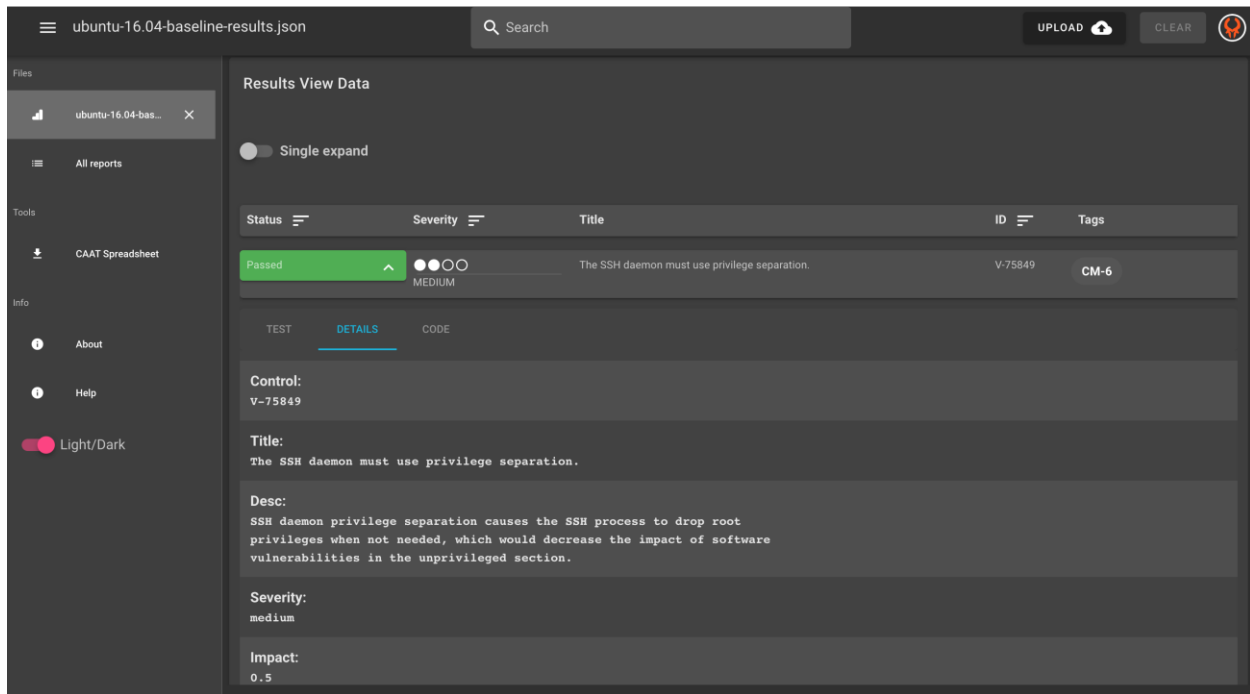 ubuntu-16.04-baseline-results.json
Search
UPLOAD
CLEAR
Files
ubuntu-16.04-bas...
All reports
Tools
CAAT Spreadsheet
Info
About
Help
Light/Dark
Results View Data
Single expand
Status Severity Title ID Tags
Passed The SSH daemon must use privilege separation. V-75849 CM-6
MEDIUM
TEST DETAILS CODE
Control:
V-75849
Title:
The SSH daemon must use privilege separation.
Desc:
SSH daemon privilege separation causes the SSH process to drop root
privileges when not needed, which would decrease the impact of software
vulnerabilities in the unprivileged section.
Severity:
medium
Impact:
0.5